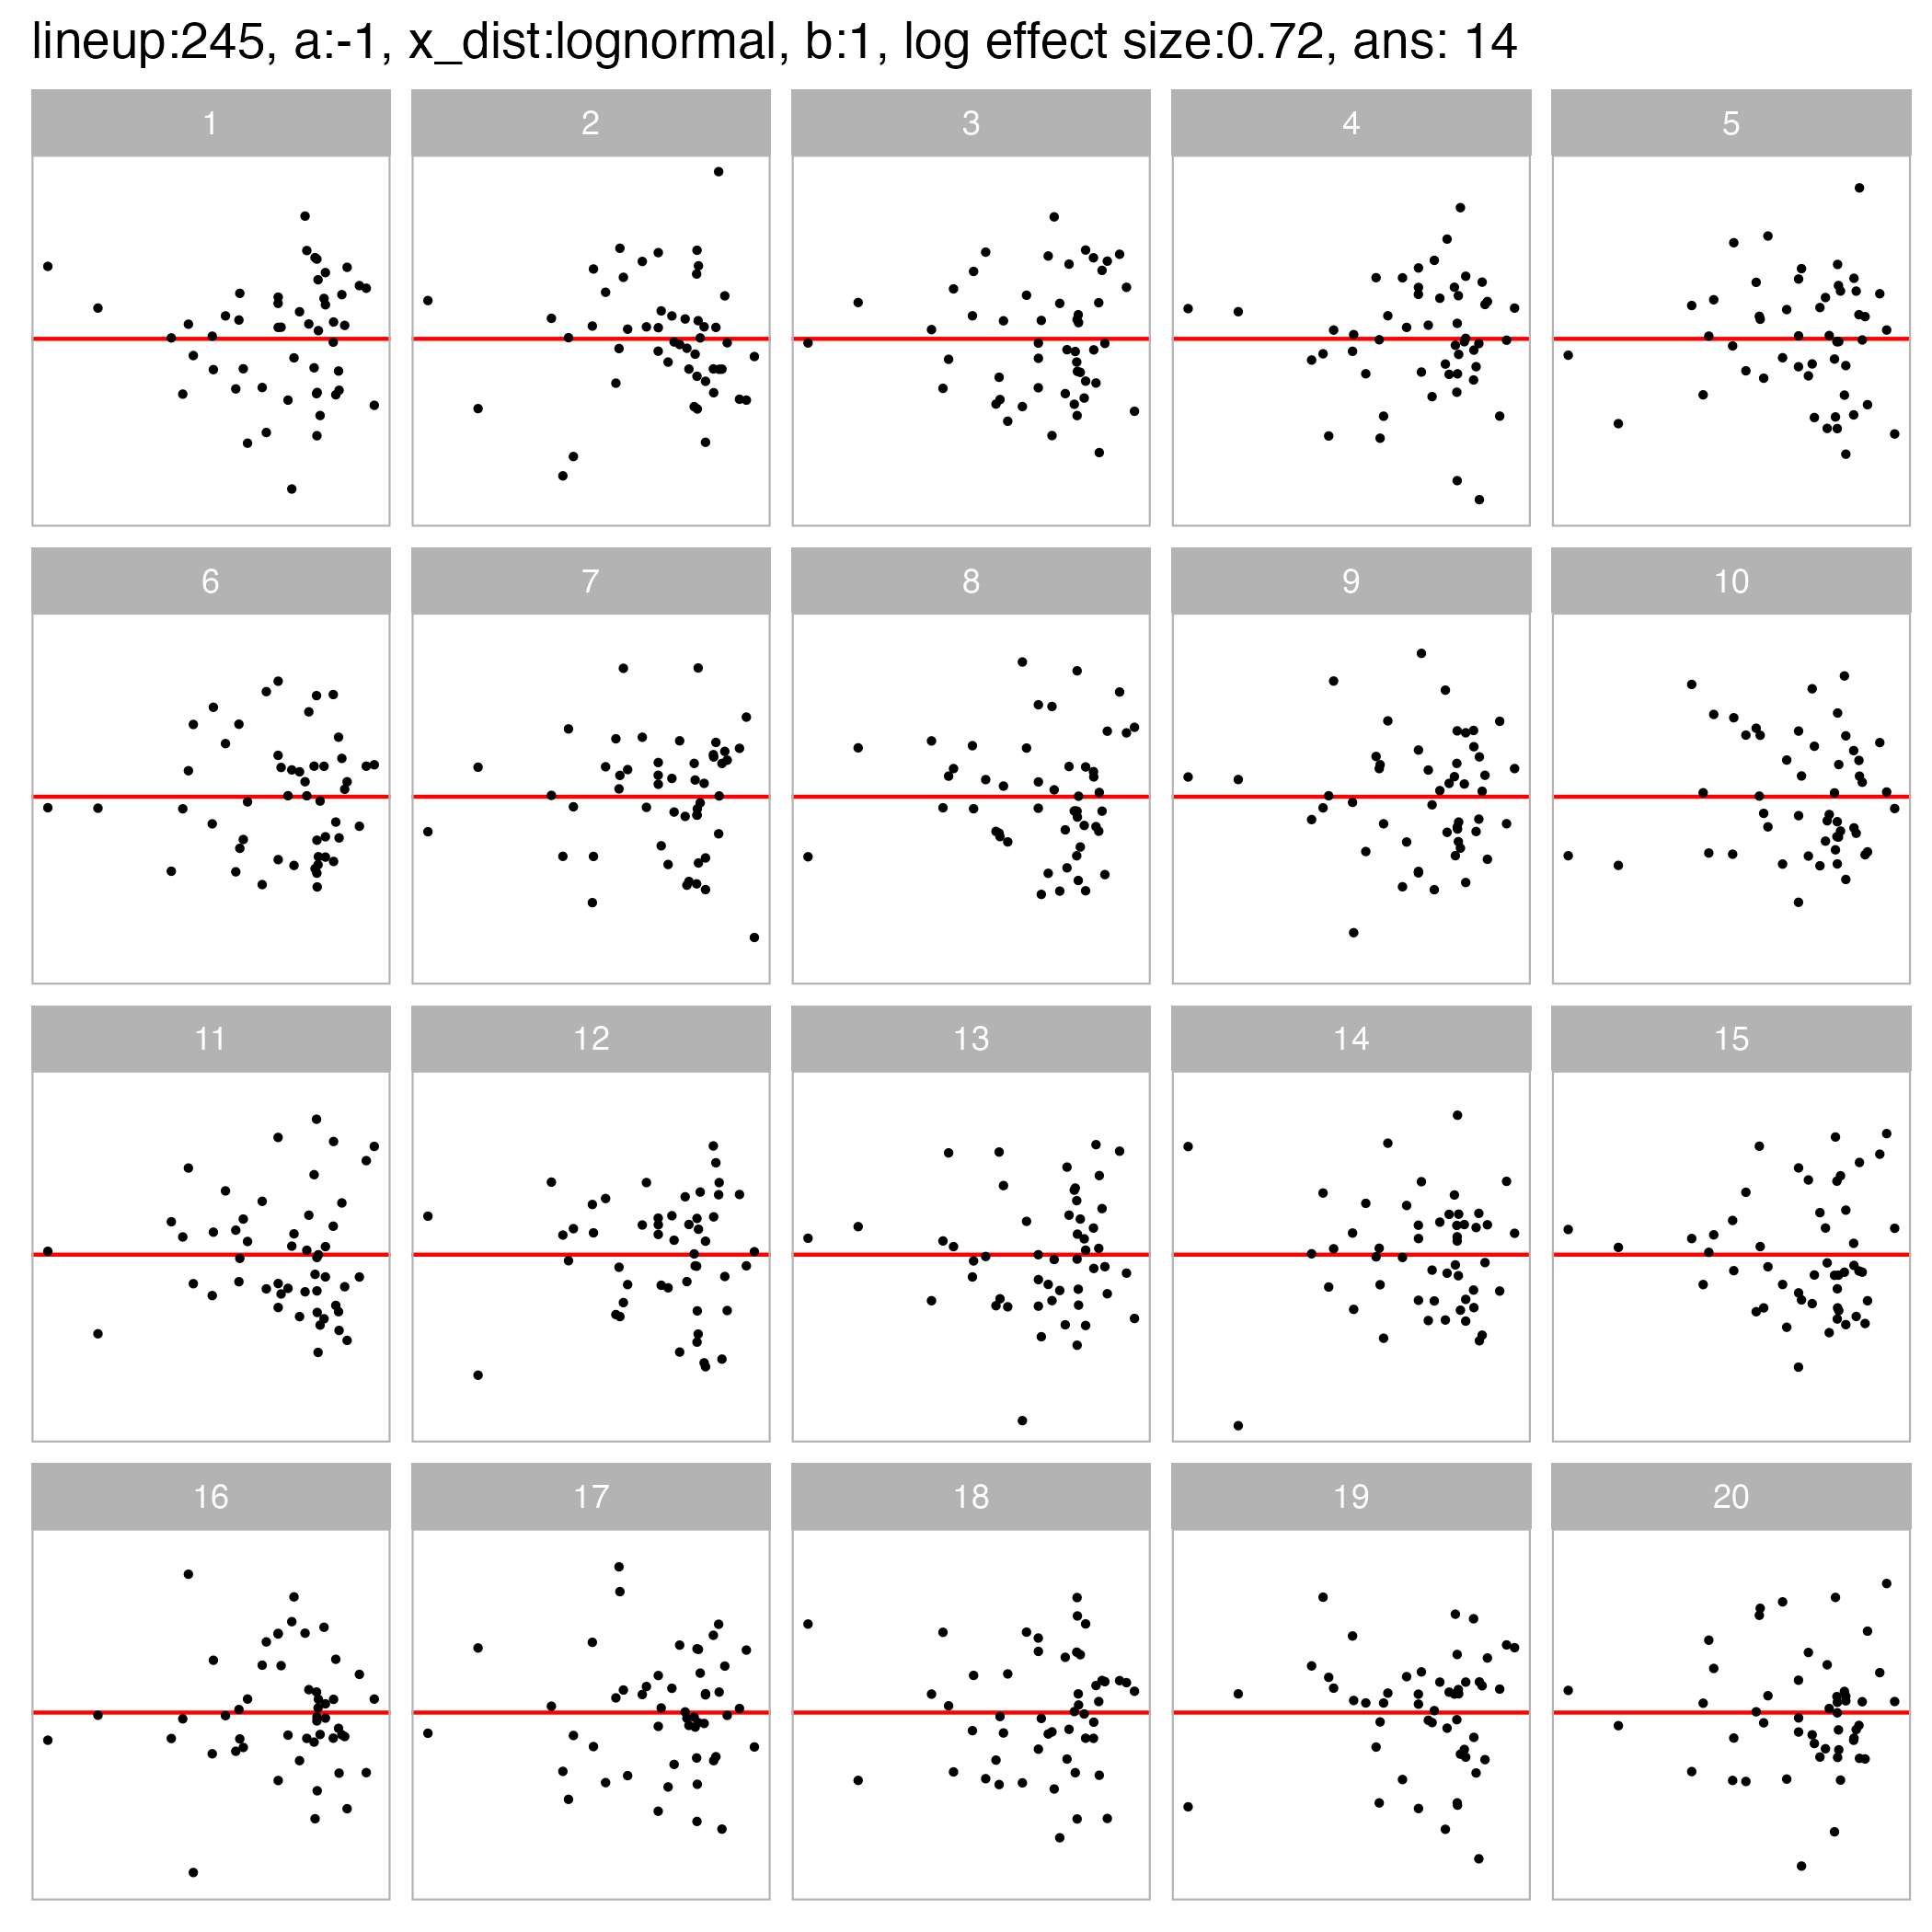 lineup:245, a:-1, x_dist:lognormal, b:1, log effect size:0.72, ans: 14
1 2 3 4 5
6 7 8 9 10
11 12 13 14 15
16 17 18 19 20